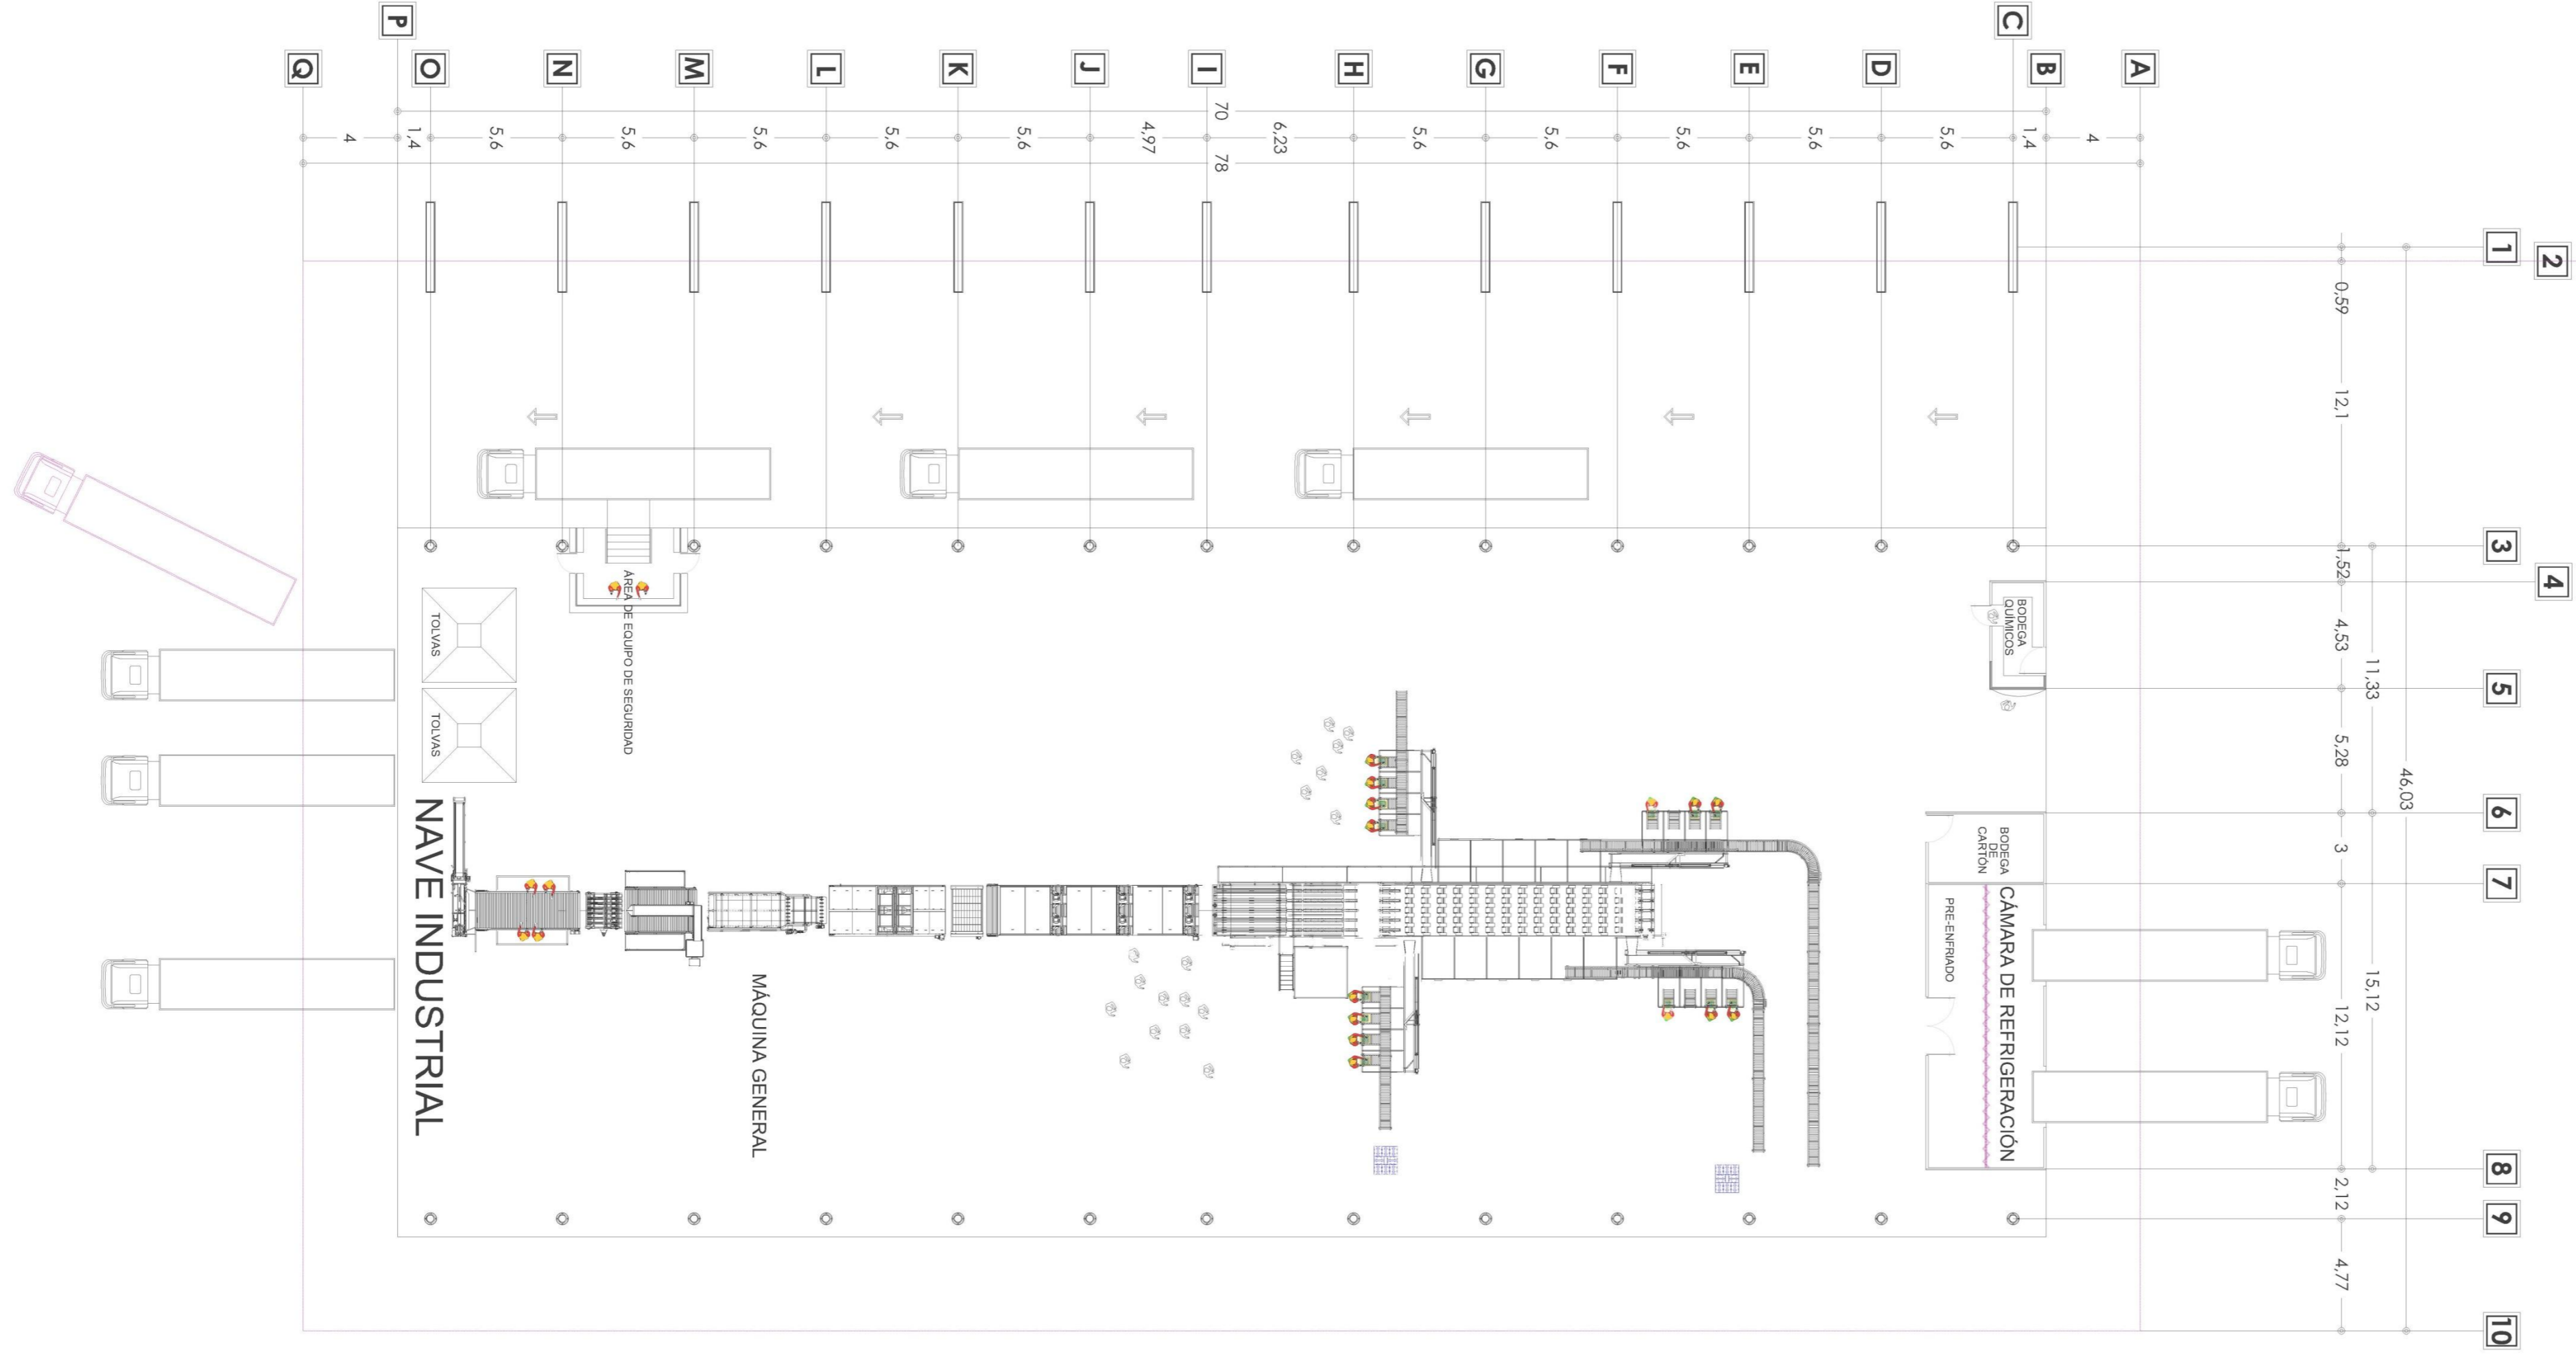 P
C
Q
O
N
M
L
K
J
I
H
G
F
E
D
B
A
70
4
1,4
5,6
5,6
5,6
5,6
5,6
4,97
6,23
5,6
5,6
5,6
5,6
5,6
1,4
4
78
1
2
3
4
5
6
7
8
9
10
0,59
12,1
1,52
4,53
5,28
3
12,12
2,12
4,77
11,33
15,12
46,03
ÁREA DE EQUIPO DE SEGURIDAD
TOLVAS
TOLVAS
NAVE INDUSTRIAL
MÁQUINA GENERAL
BODEGA
QUÍMICOS
BODEGA
DE
CARTÓN
CÁMARA DE REFRIGERACIÓN
PRE-ENFRIADO